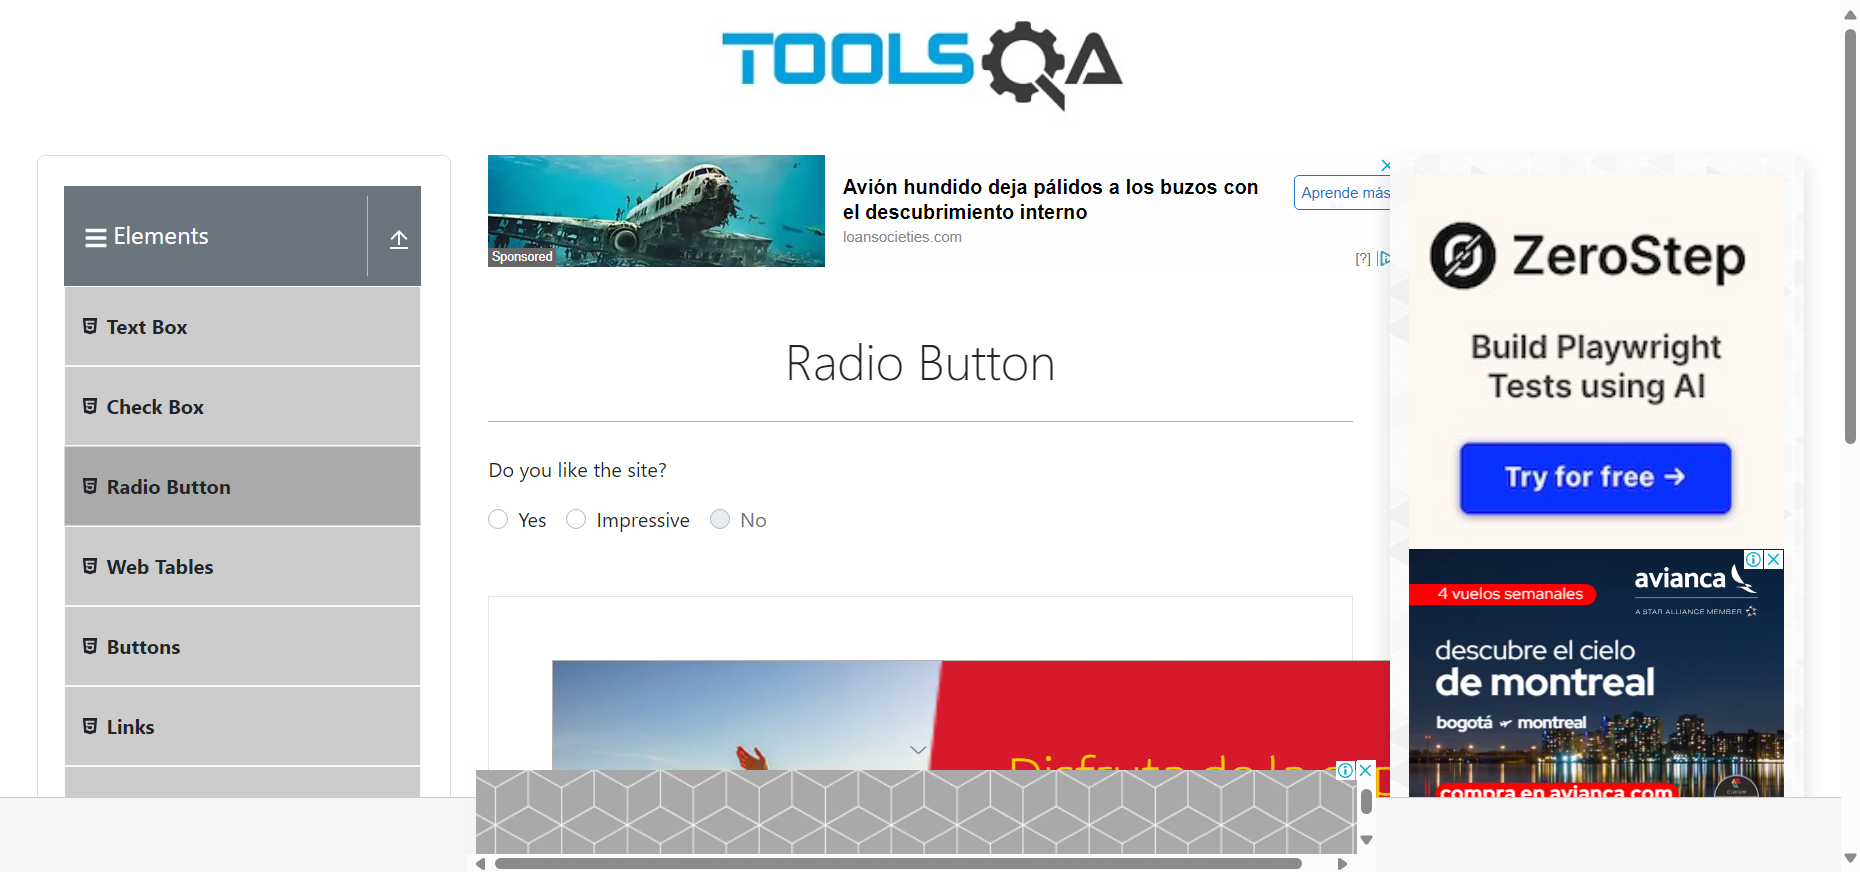 TOOLSQA
Elements
Text Box
Check Box
Radio Button
Web Tables
Buttons
Links
Sponsored
Avión hundido deja pálidos a los buzos con
el descubrimiento interno
loansocieties.com
Aprende más
[?]
Radio Button
Do you like the site?
Yes
Impressive
No
Disfruta de la
ZeroStep
Build Playwright
Tests using AI
Try for free →
4 vuelos semanales
avianca
A STAR ALLIANCE MEMBER
descubre el cielo
de montreal
bogotá montreal
compra en avianca.com